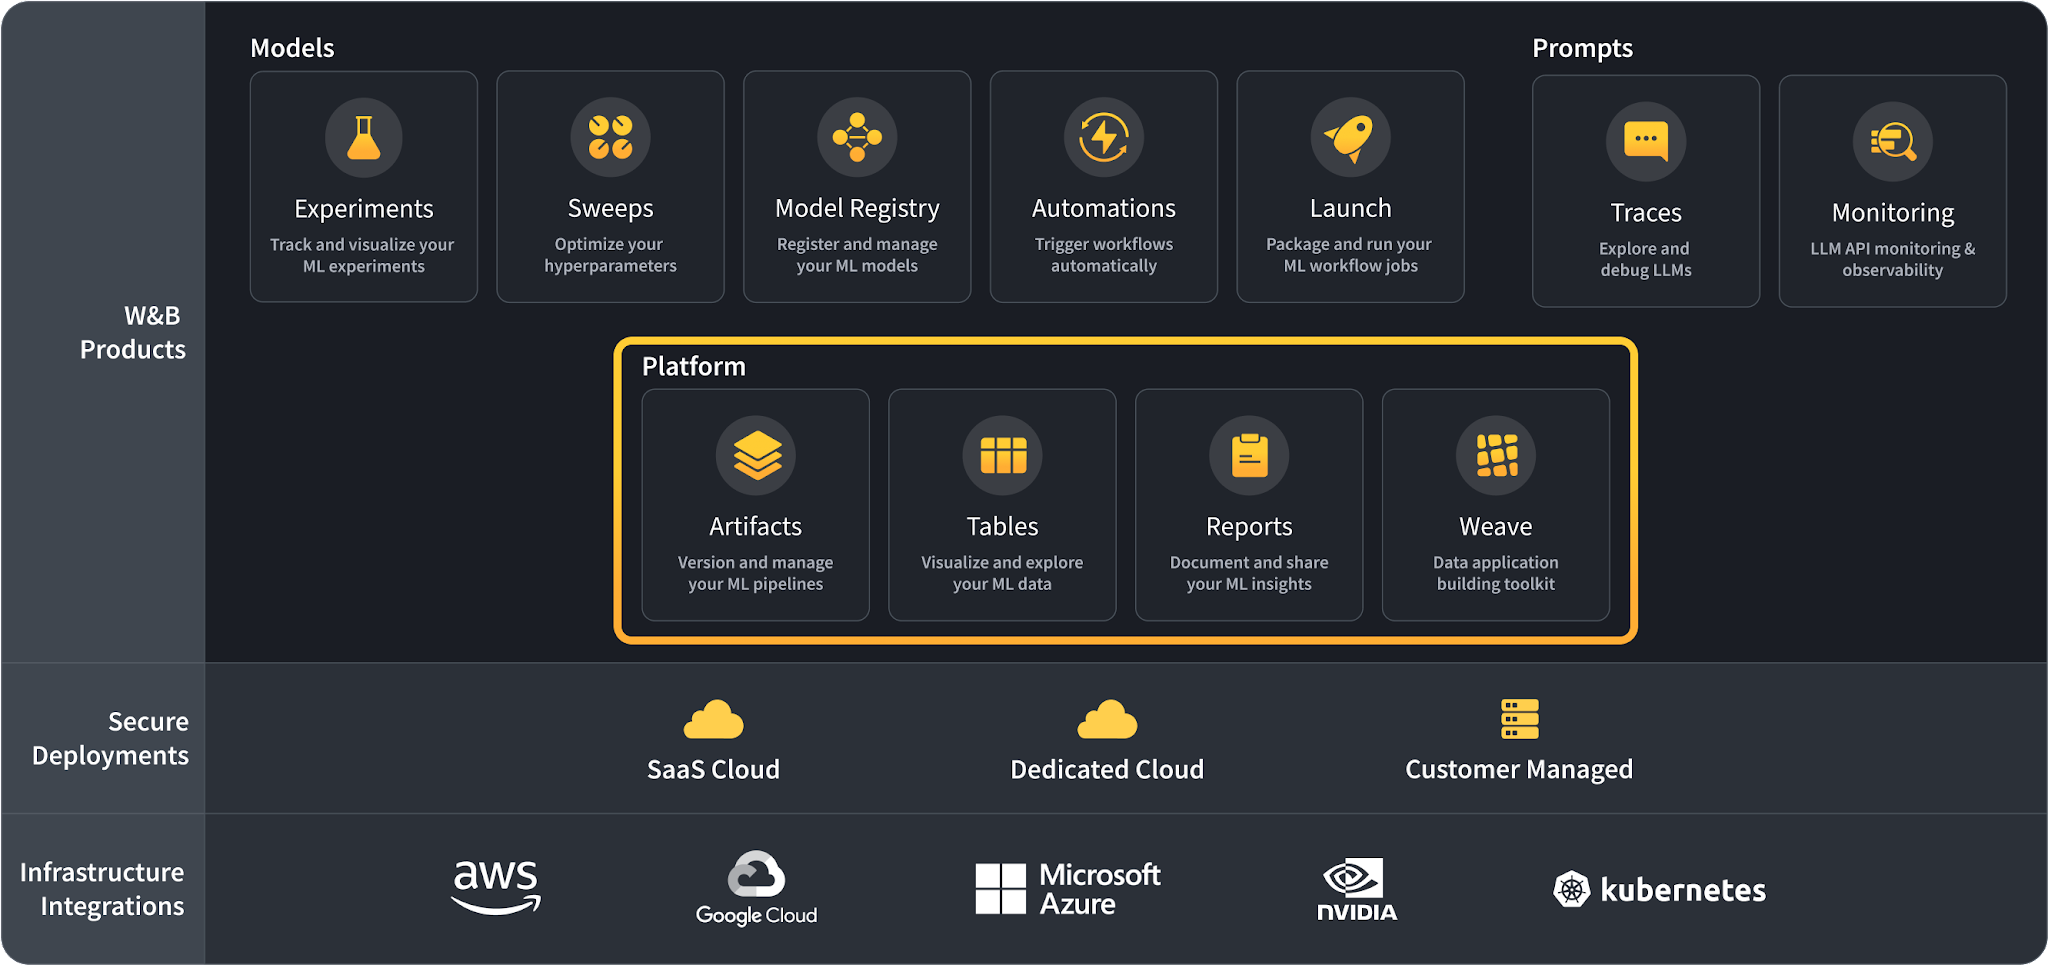 Models
Experiments
Track and visualize your
ML experiments
Sweeps
Optimize your
hyperparameters
Model Registry
Register and manage
your ML models
Automations
Trigger workflows
automatically
Launch
Package and run your
ML workflow jobs
Prompts
Traces
Explore and
debug LLMs
Monitoring
LLM API monitoring &
observability
W&B
Products
Platform
Artifacts
Version and manage
your ML pipelines
Tables
Visualize and explore
your ML data
Reports
Document and share
your ML insights
Weave
Data application
building toolkit
Secure
Deployments
SaaS Cloud
Dedicated Cloud
Customer Managed
Infrastructure
Integrations
aws
Google Cloud
Microsoft
Azure
NVIDIA
kubernetes